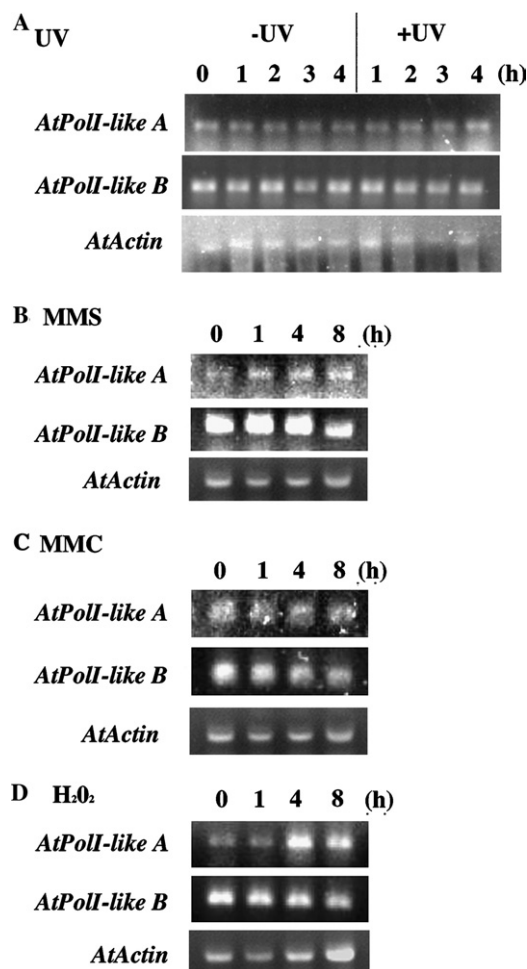 A UV -UV +UV
0 1 2 3 4 1 2 3 4 (h)
AtPolI-like A
AtPolI-like B
AtActin
B MMS
0 1 4 8 (h)
AtPolI-like A
AtPolI-like B
AtActin
C MMC
0 1 4 8 (h)
AtPolI-like A
AtPolI-like B
AtActin
D H₂0₂
0 1 4 8 (h)
AtPolI-like A
AtPolI-like B
AtActin